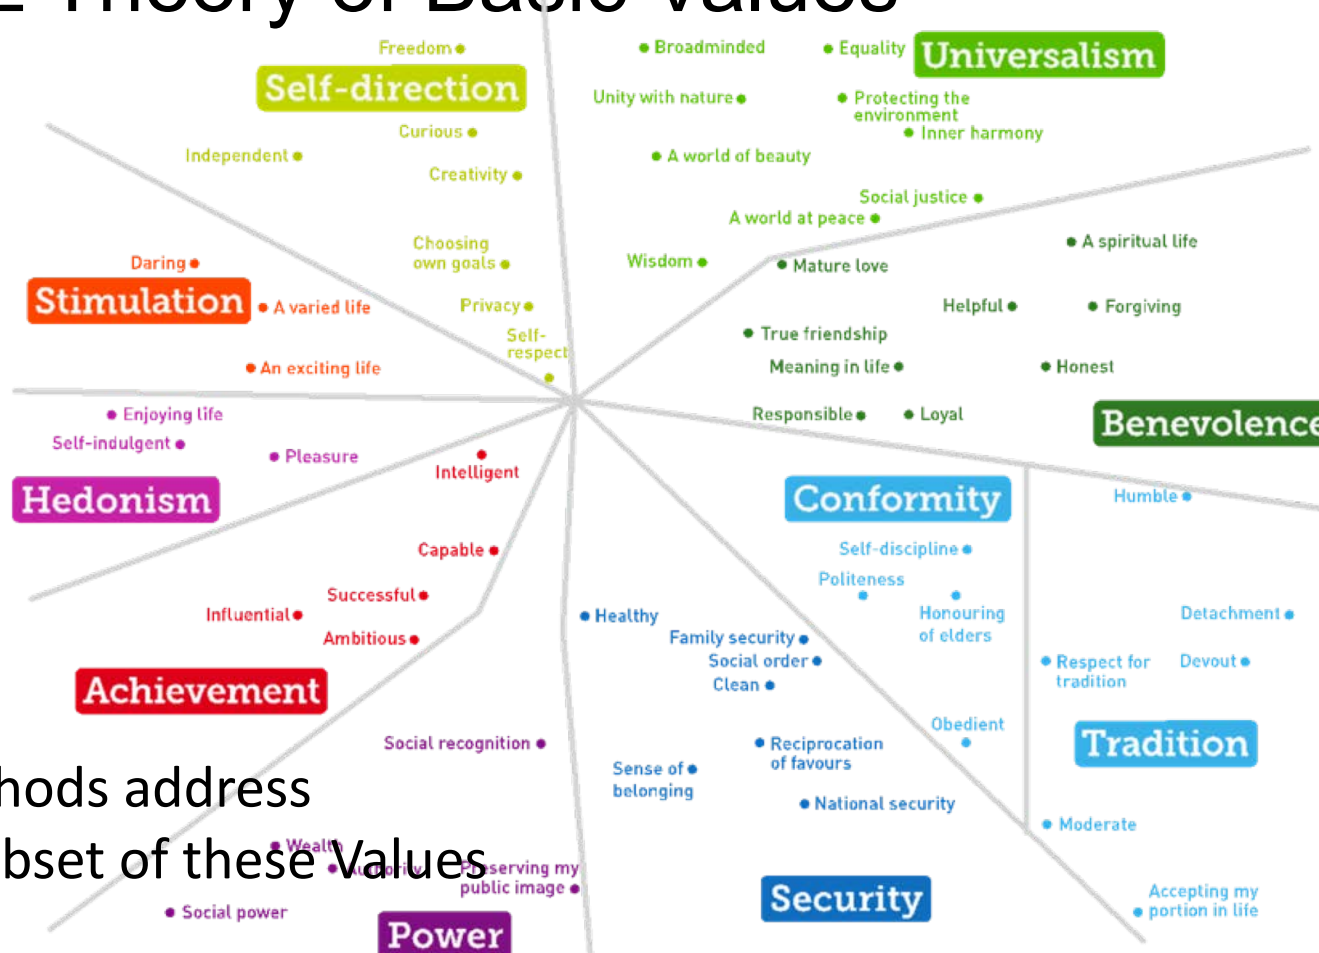 Theory of Basic Values
Freedom
Self-direction
Curious
Independent
Creativity
Choosing
own goals
Privacy
Self-
respect
Broadminded
Equality
Universalism
Unity with nature
Protecting the
environment
Inner harmony
A world of beauty
Social justice
A world at peace
Wisdom
Daring
Stimulation
A varied life
An exciting life
Mature love
A spiritual life
Helpful
Forgiving
True friendship
Meaning in life
Honest
Responsible
Loyal
Benevolence
Enjoying life
Self-indulgent
Pleasure
Hedonism
Intelligent
Capable
Successful
Influential
Ambitious
Achievement
Conformity
Self-discipline
Politeness
Honouring
of elders
Obedient
Humble
Detachment
Respect for
tradition
Devout
Tradition
Moderate
Accepting my
portion in life
Healthy
Family security
Social order
Clean
Reciprocation
of favours
Sense of
belonging
National security
Security
Social recognition
hods address
bset of these Values
Wealth
Authority
Preserving my
public image
Social power
Power